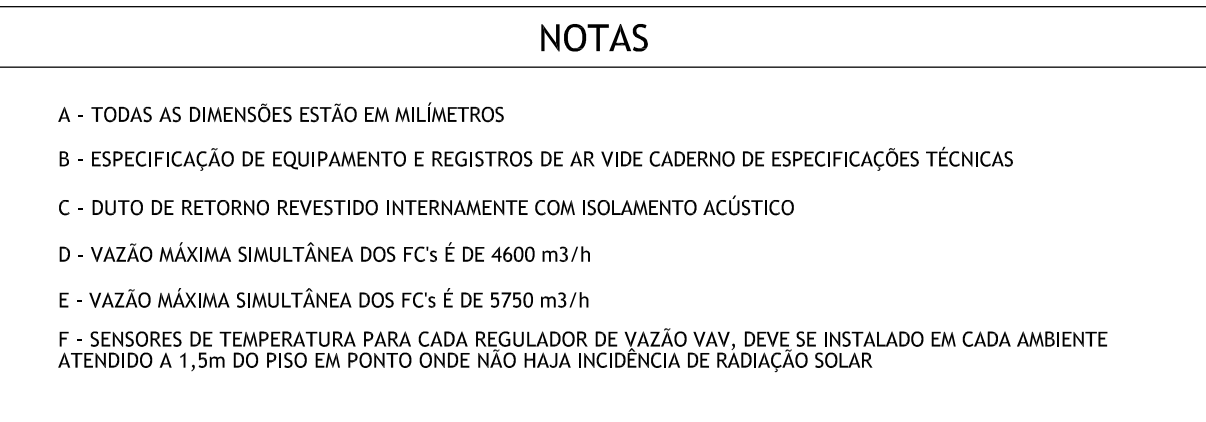 NOTAS
A - TODAS AS DIMENSÕES ESTÃO EM MILÍMETROS
B - ESPECIFICAÇÃO DE EQUIPAMENTO E REGISTROS DE AR VIDE CADERNO DE ESPECIFICAÇÕES TÉCNICAS
C - DUTO DE RETORNO REVESTIDO INTERNAMENTE COM ISOLAMENTO ACÚSTICO
D - VAZÃO MÁXIMA SIMULTÂNEA DOS FC's É DE 4600 m3/h
E - VAZÃO MÁXIMA SIMULTÂNEA DOS FC's É DE 5750 m3/h
F - SENSORES DE TEMPERATURA PARA CADA REGULADOR DE VAZÃO VAV, DEVE SE INSTALADO EM CADA AMBIENTE
ATENDIDO A 1,5m DO PISO EM PONTO ONDE NÃO HAJA INCIDÊNCIA DE RADIAÇÃO SOLAR